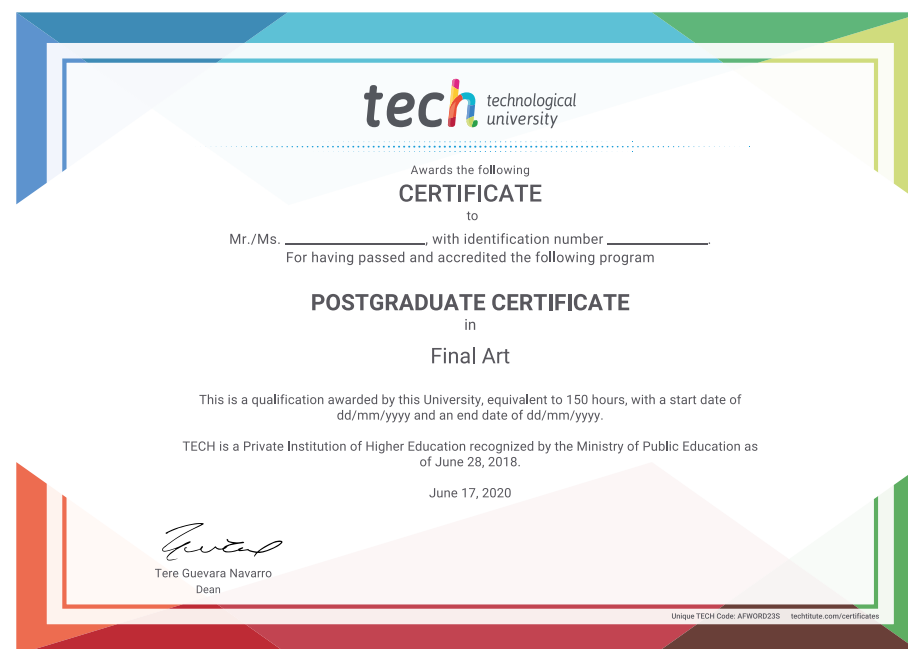 tech technological
university
Awards the following
CERTIFICATE
to
Mr./Ms. ____________________, with identification number __________________.
For having passed and accredited the following program
POSTGRADUATE CERTIFICATE
in
Final Art
This is a qualification awarded by this University, equivalent to 150 hours, with a start date of
dd/mm/yyyy and an end date of dd/mm/yyyy.
TECH is a Private Institution of Higher Education recognized by the Ministry of Public Education as
of June 28, 2018.
June 17, 2020
Tere Guevara Navarro
Dean
Unique TECH Code: AFWORD23S techtitute.com/certificates